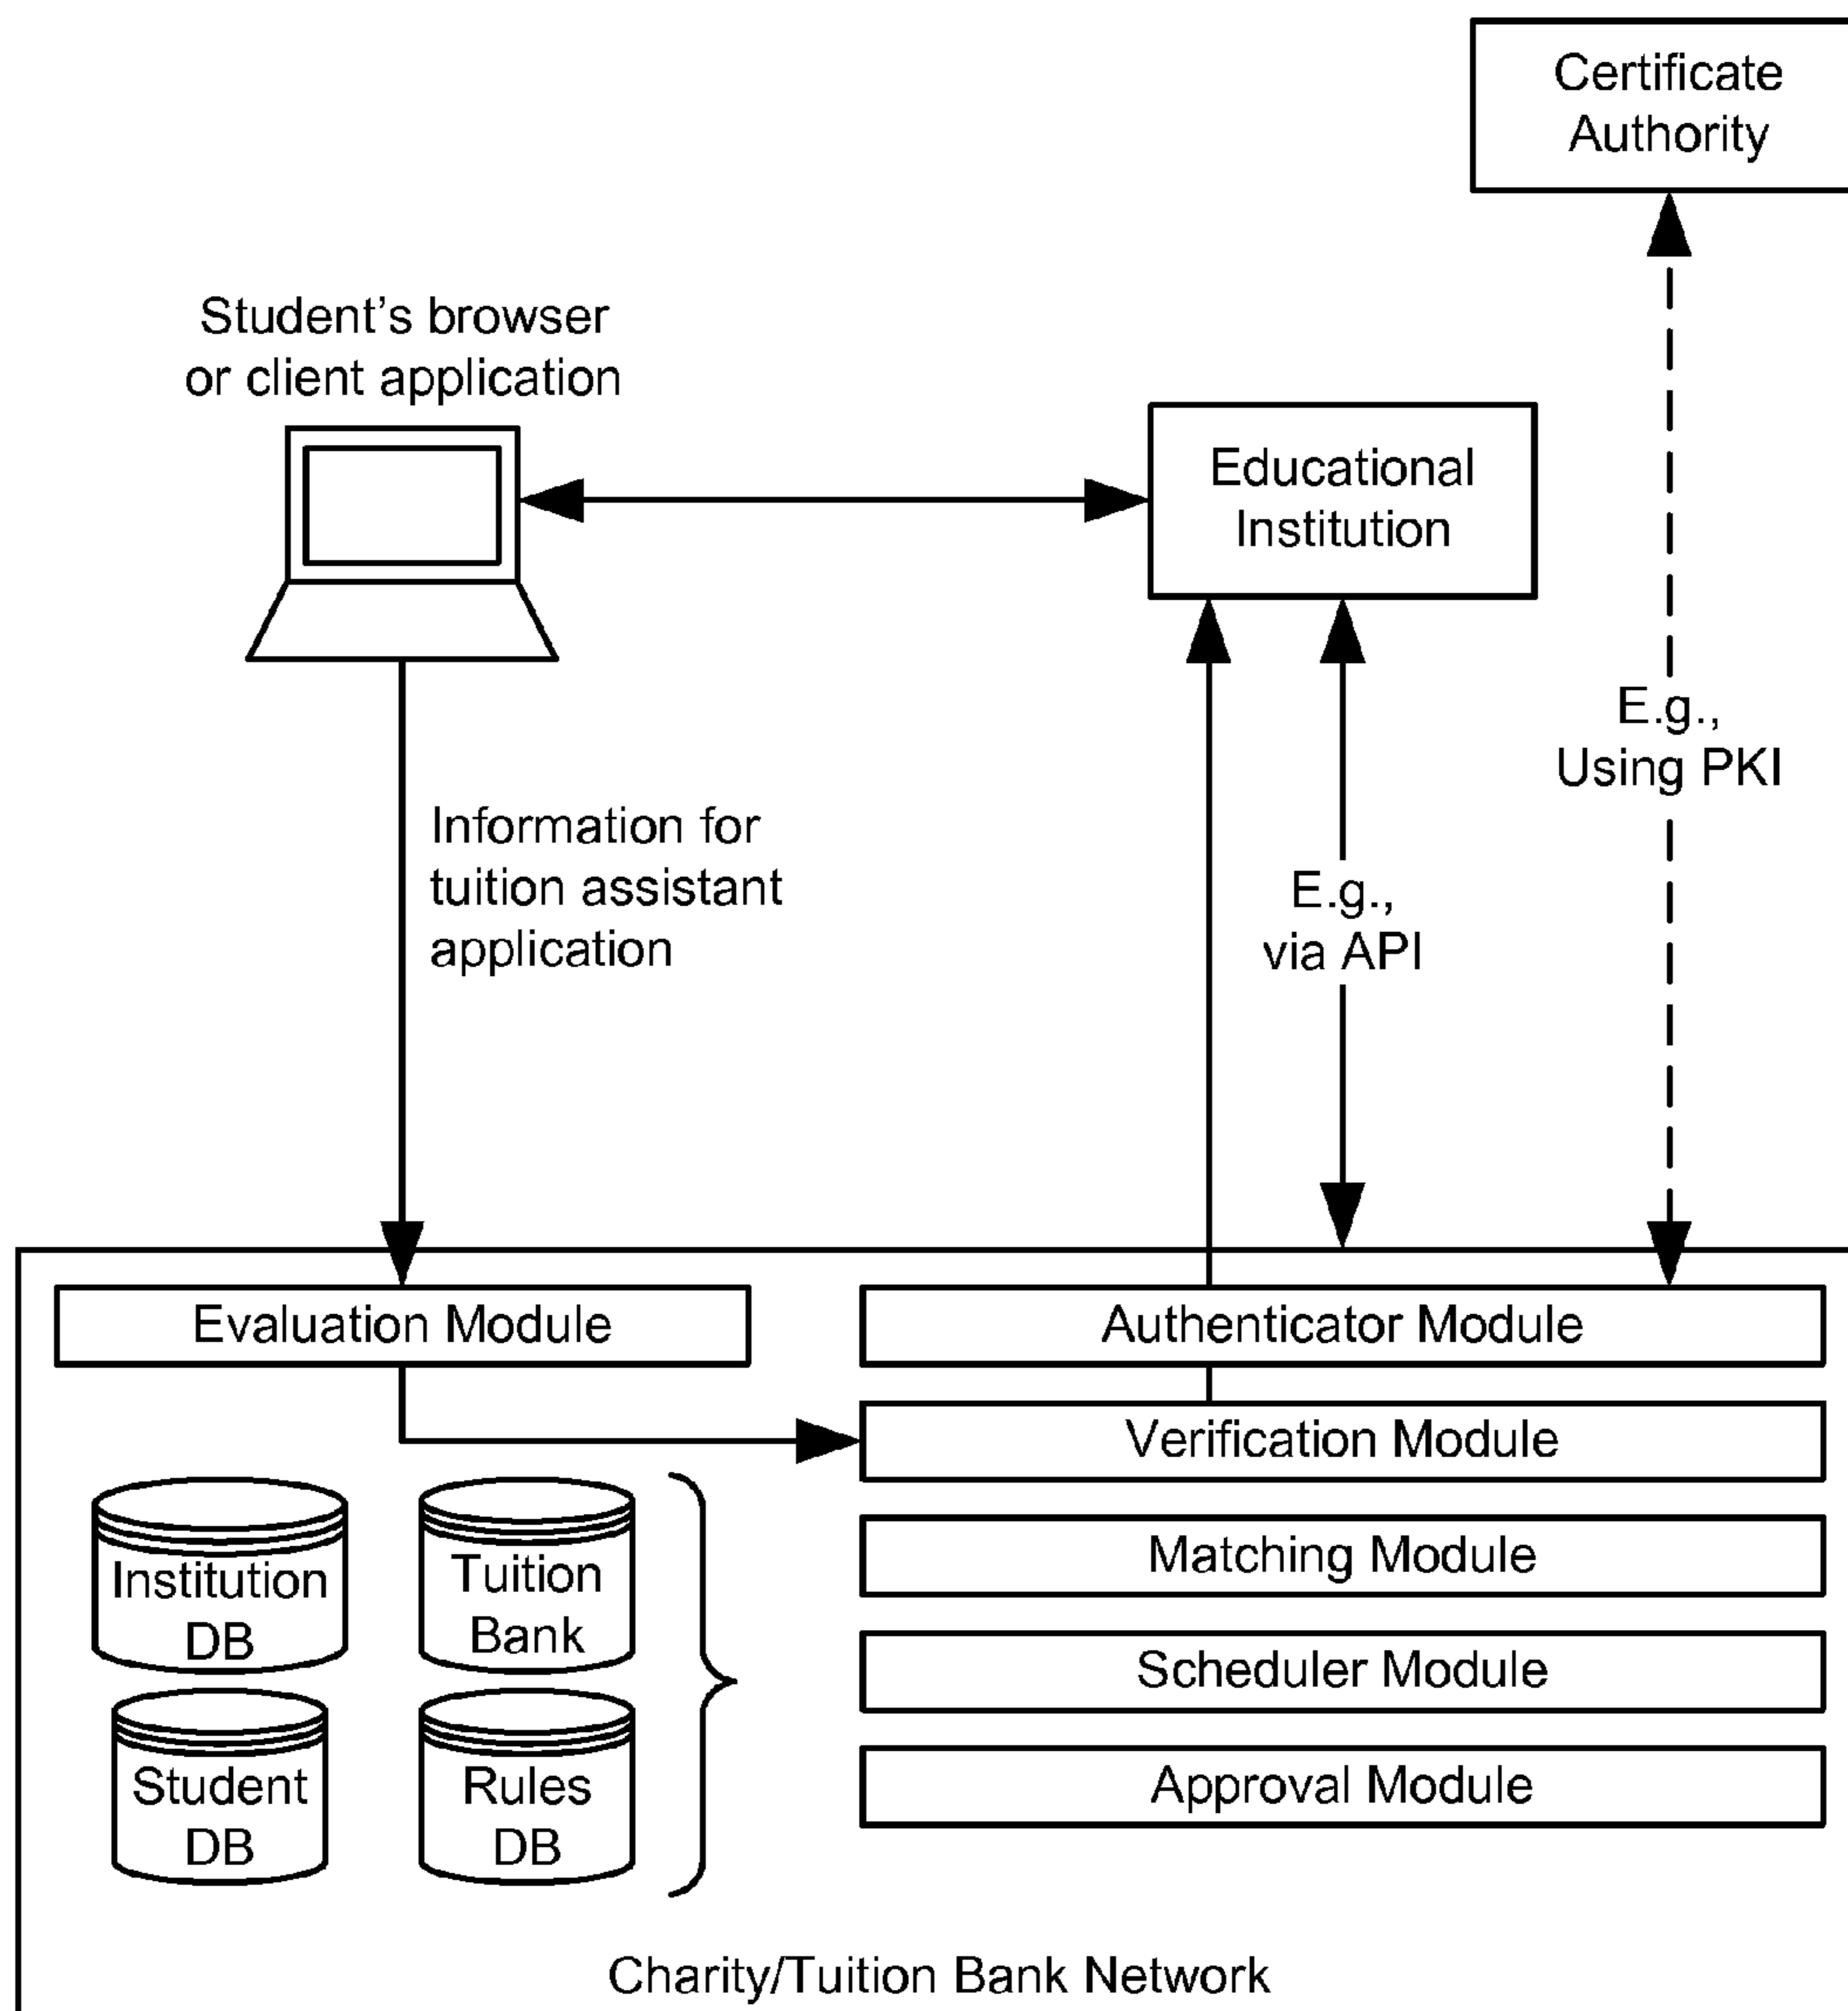 Certificate
Authority
Student's browser
or client application
Educational
Institution
E.g.,
Using PKI
Information for
tuition assistant
application
E.g.,
via API
Evaluation Module
Authenticator Module
Verification Module
Matching Module
Scheduler Module
Approval Module
Institution
DB
Tuition
Bank
Student
DB
Rules
DB
Charity/Tuition Bank Network